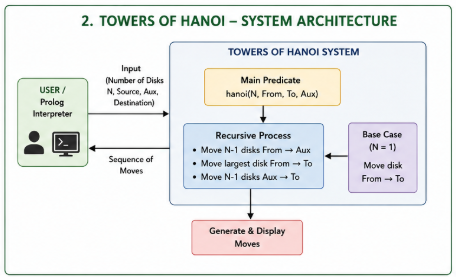 2. TOWERS OF HANOI – SYSTEM ARCHITECTURE
USER /
Prolog
Interpreter
Input
(Number of Disks
N, Source, Aux,
Destination)
Sequence of
Moves
TOWERS OF HANOI SYSTEM
Main Predicate
hanoi(N, From, To, Aux)
Recursive Process
• Move N-1 disks From → Aux
• Move largest disk From → To
• Move N-1 disks Aux → To
Base Case
(N = 1)
Move disk
From → To
Generate & Display
Moves